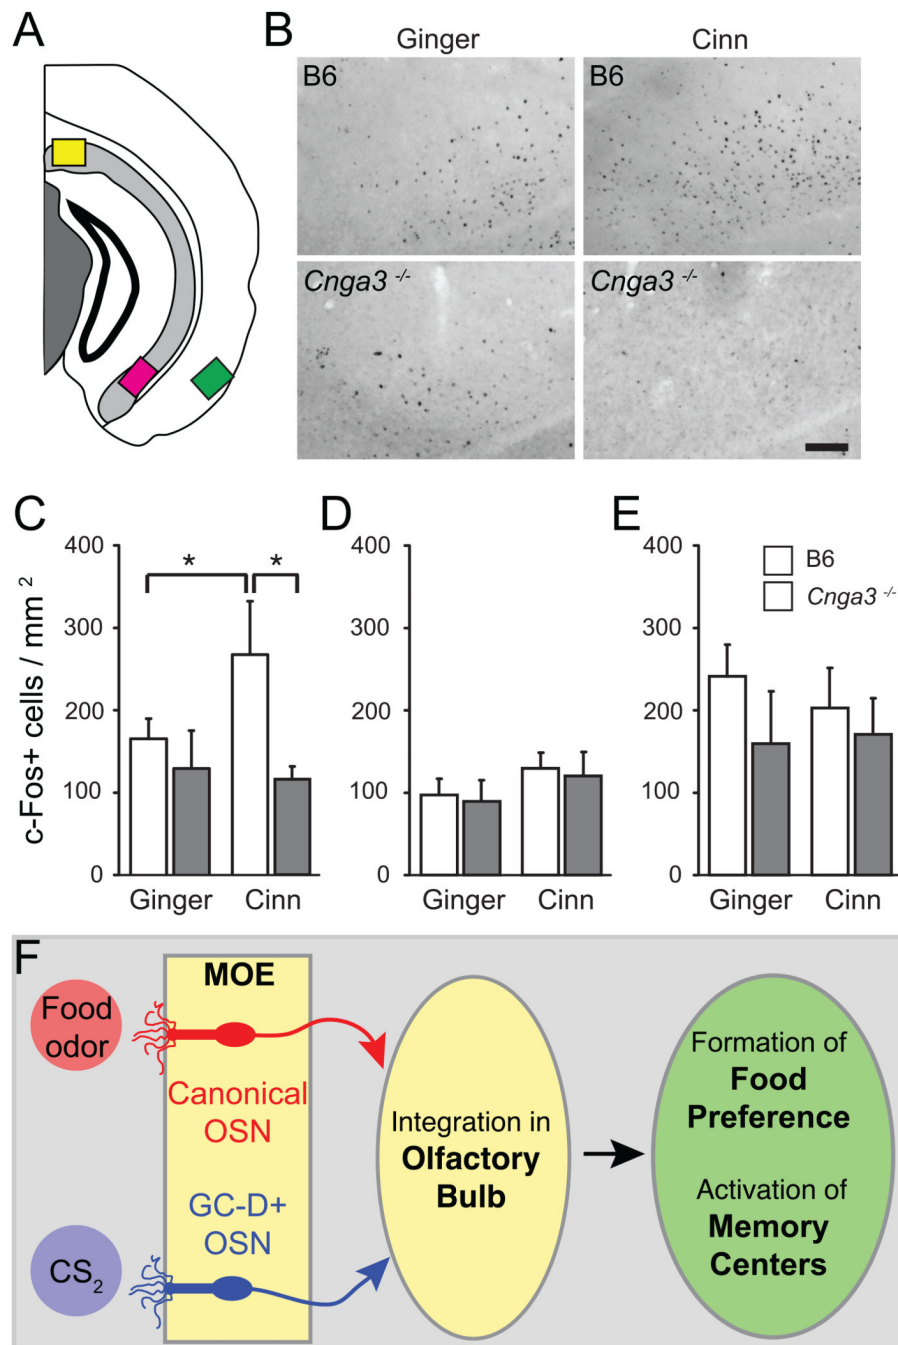 A
B
Ginger
Cinn
B6
B6
Cnga3 -/-
Cnga3 -/-
C
D
E
c-Fos+ cells / mm 2
400
300
200
100
0
*
*
Ginger
Cinn
400
300
200
100
0
Ginger
Cinn
400
300
200
100
0
B6
Cnga3 -/-
Ginger
Cinn
F
MOE
Food
odor
Canonical
OSN
GC-D+
OSN
CS2
Integration in
Olfactory
Bulb
Formation of
Food
Preference
Activation of
Memory
Centers